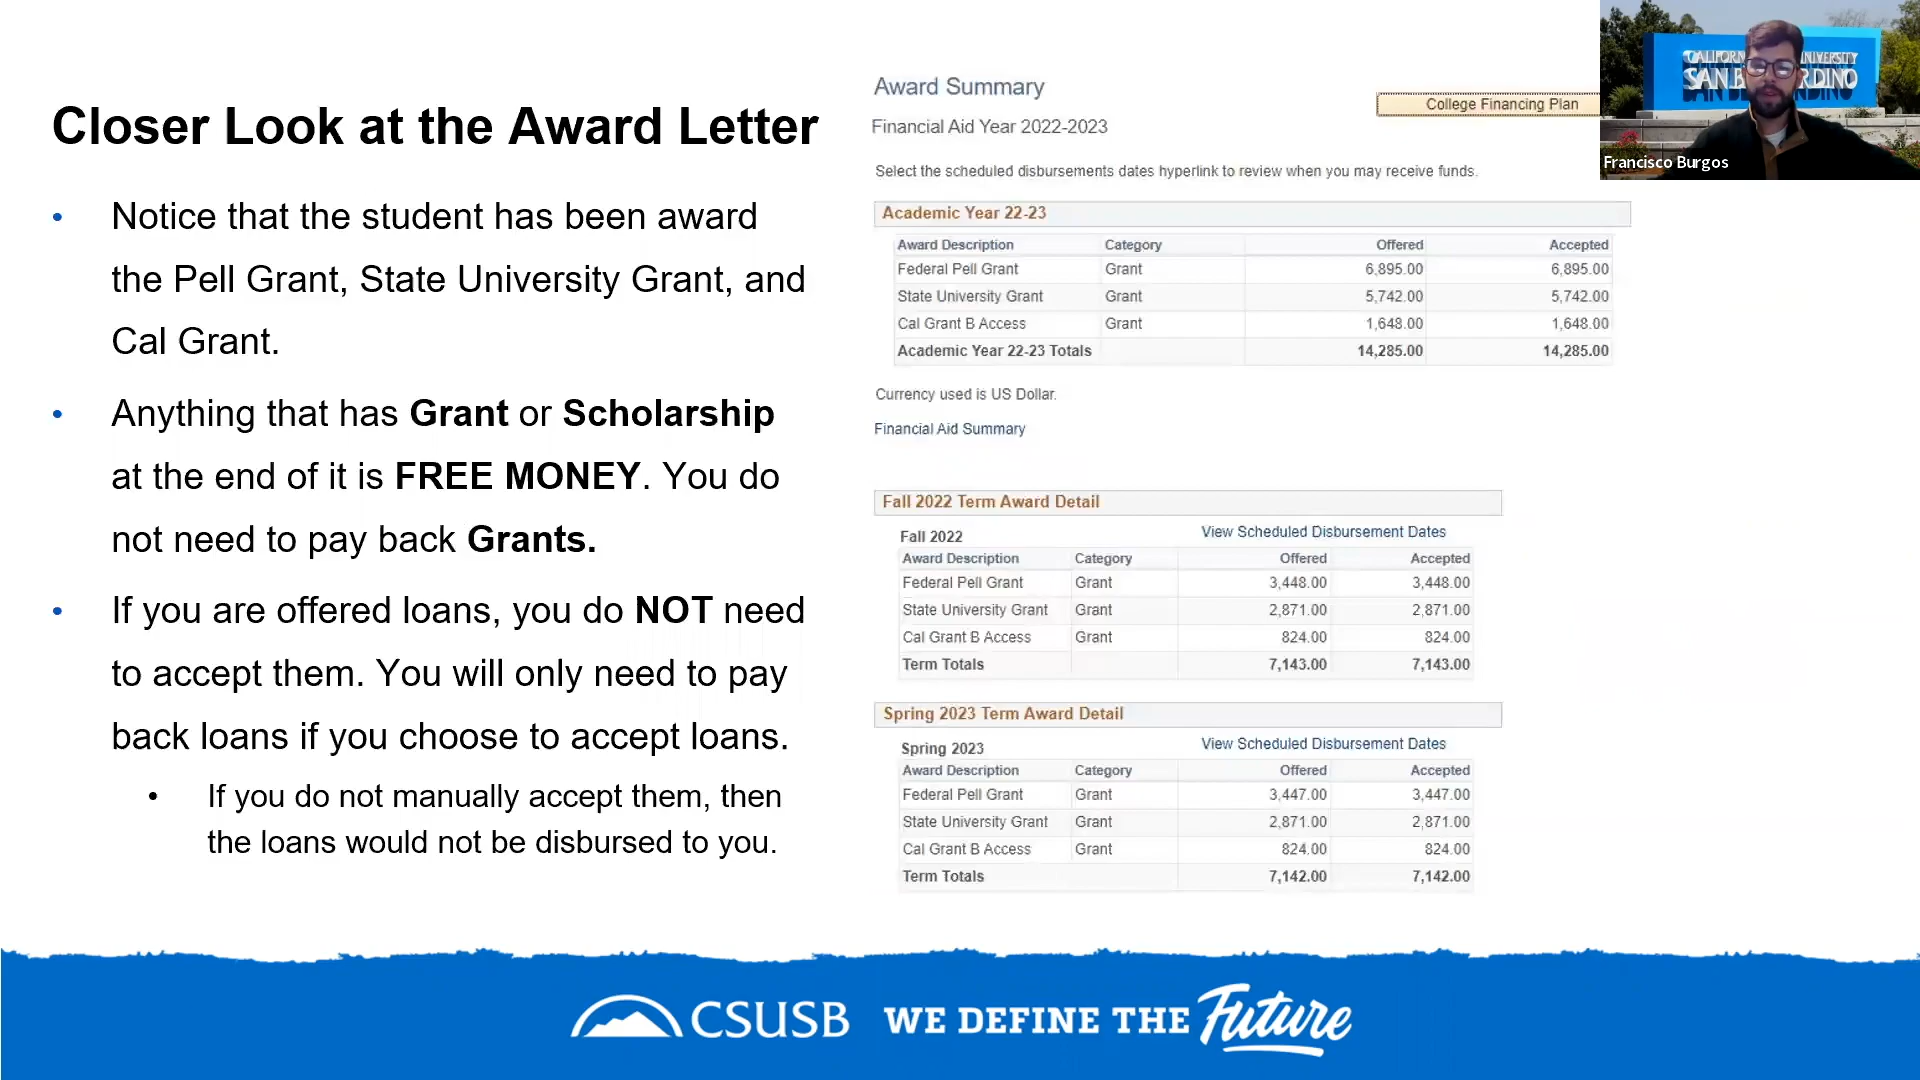 Closer Look at the Award Letter
• Notice that the student has been award
the Pell Grant, State University Grant, and
Cal Grant.
• Anything that has Grant or Scholarship
at the end of it is FREE MONEY. You do
not need to pay back Grants.
• If you are offered loans, you do NOT need
to accept them. You will only need to pay
back loans if you choose to accept loans.
• If you do not manually accept them, then
the loans would not be disbursed to you.
Award Summary
College Financing Plan
Financial Aid Year 2022-2023
Select the scheduled disbursements dates hyperlink to review when you may receive funds.
Academic Year 22-23
Award Description Category Offered Accepted
Federal Pell Grant Grant 6,895.00 6,895.00
State University Grant Grant 5,742.00 5,742.00
Cal Grant B Access Grant 1,648.00 1,648.00
Academic Year 22-23 Totals 14,285.00 14,285.00
Currency used is US Dollar.
Financial Aid Summary
Fall 2022 Term Award Detail
Fall 2022 View Scheduled Disbursement Dates
Award Description Category Offered Accepted
Federal Pell Grant Grant 3,448.00 3,448.00
State University Grant Grant 2,871.00 2,871.00
Cal Grant B Access Grant 824.00 824.00
Term Totals 7,143.00 7,143.00
Spring 2023 Term Award Detail
Spring 2023 View Scheduled Disbursement Dates
Award Description Category Offered Accepted
Federal Pell Grant Grant 3,447.00 3,447.00
State University Grant Grant 2,871.00 2,871.00
Cal Grant B Access Grant 824.00 824.00
Term Totals 7,142.00 7,142.00
Francisco Burgos
CSUSB WE DEFINE THE Future